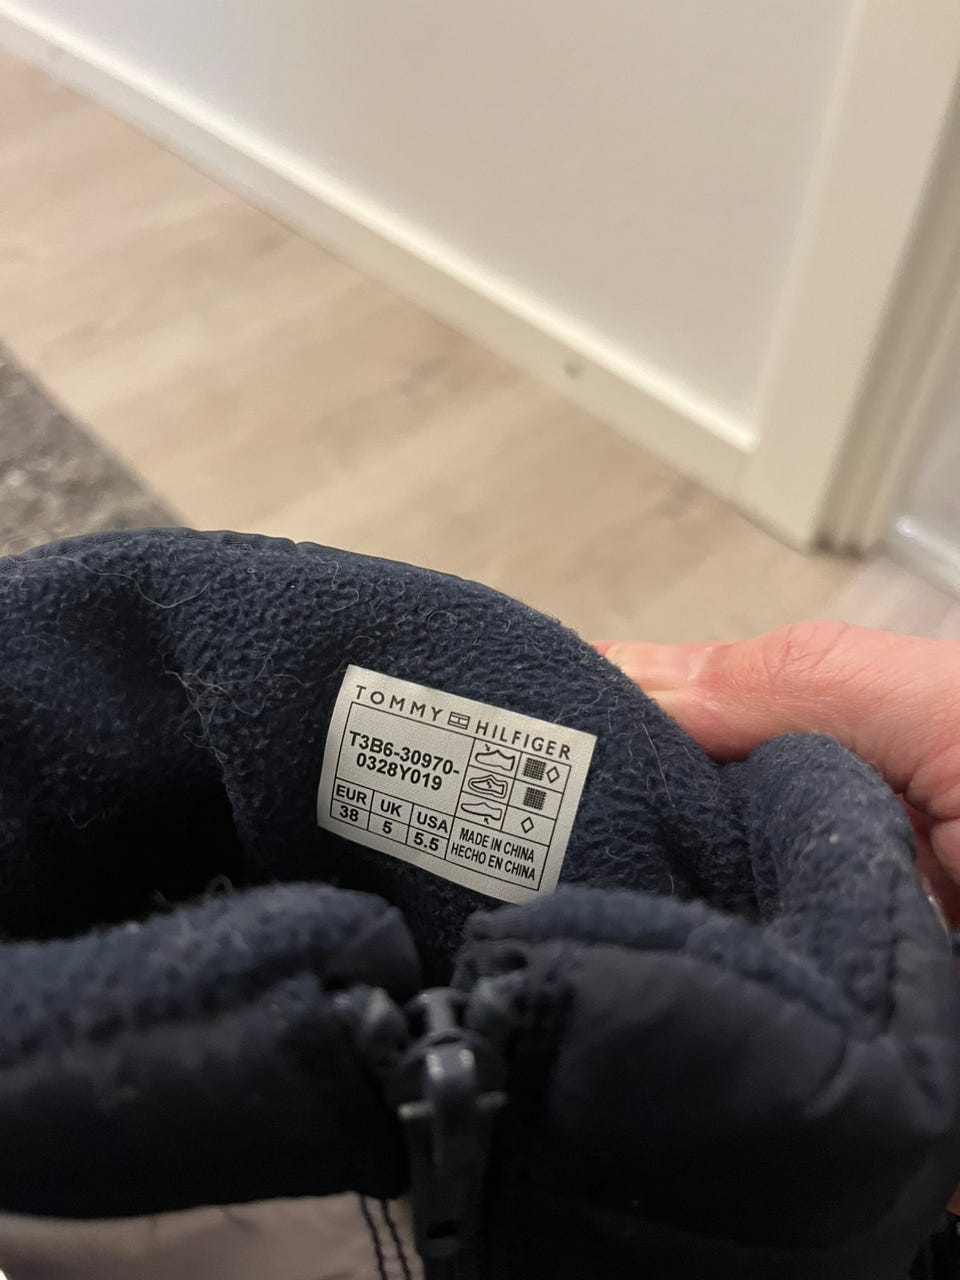 TOMMY HILFIGER
T3B6-30970-
0328Y019
EUR UK USA
38 5 5.5
MADE IN CHINA
HECHO EN CHINA